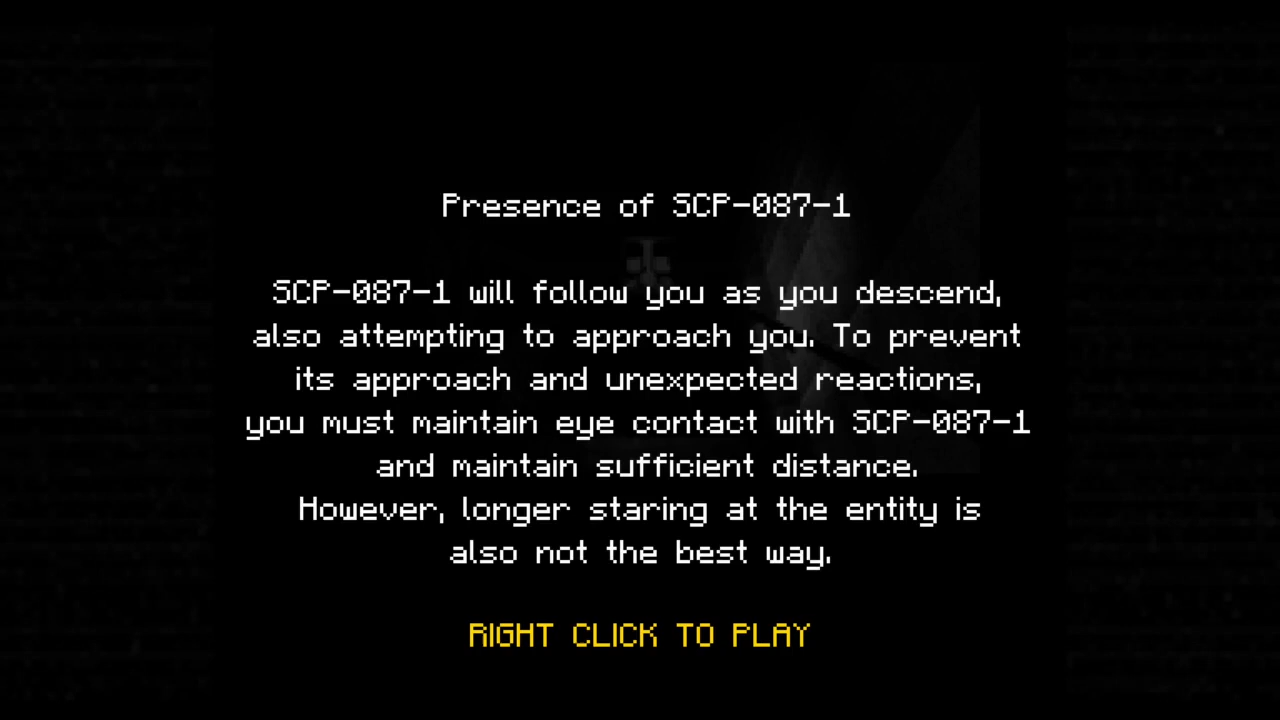 Presence of SCP-087-1
SCP-087-1 will follow you as you descend,
also attempting to approach you. To prevent
its approach and unexpected reactions,
you must maintain eye contact with SCP-087-1
and maintain sufficient distance.
However, longer staring at the entity is
also not the best way.
RIGHT CLICK TO PLAY